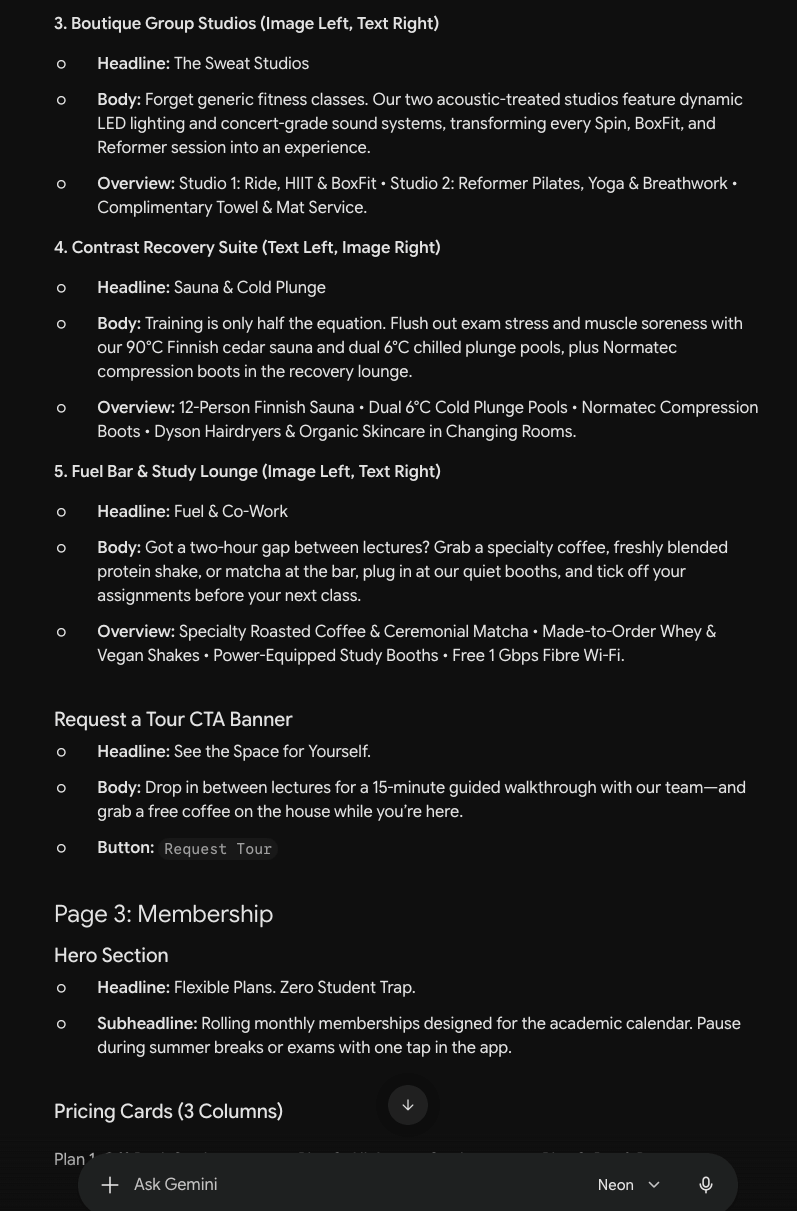 3. Boutique Group Studios (Image Left, Text Right)
Headline: The Sweat Studios
Body: Forget generic fitness classes. Our two acoustic-treated studios feature dynamic
LED lighting and concert-grade sound systems, transforming every Spin, BoxFit, and
Reformer session into an experience.
Overview: Studio 1: Ride, HIIT & BoxFit • Studio 2: Reformer Pilates, Yoga & Breathwork •
Complimentary Towel & Mat Service.
4. Contrast Recovery Suite (Text Left, Image Right)
Headline: Sauna & Cold Plunge
Body: Training is only half the equation. Flush out exam stress and muscle soreness with
our 90°C Finnish cedar sauna and dual 6°C chilled plunge pools, plus Normatec
compression boots in the recovery lounge.
Overview: 12-Person Finnish Sauna • Dual 6°C Cold Plunge Pools • Normatec Compression
Boots • Dyson Hairdryers & Organic Skincare in Changing Rooms.
5. Fuel Bar & Study Lounge (Image Left, Text Right)
Headline: Fuel & Co-Work
Body: Got a two-hour gap between lectures? Grab a specialty coffee, freshly blended
protein shake, or matcha at the bar, plug in at our quiet booths, and tick off your
assignments before your next class.
Overview: Specialty Roasted Coffee & Ceremonial Matcha • Made-to-Order Whey &
Vegan Shakes • Power-Equipped Study Booths • Free 1 Gbps Fibre Wi-Fi.
Request a Tour CTA Banner
Headline: See the Space for Yourself.
Body: Drop in between lectures for a 15-minute guided walkthrough with our team—and
grab a free coffee on the house while you're here.
Button: Request Tour
Page 3: Membership
Hero Section
Headline: Flexible Plans. Zero Student Trap.
Subheadline: Rolling monthly memberships designed for the academic calendar. Pause
during summer breaks or exams with one tap in the app.
Pricing Cards (3 Columns)
Plan
Ask Gemini
Neon